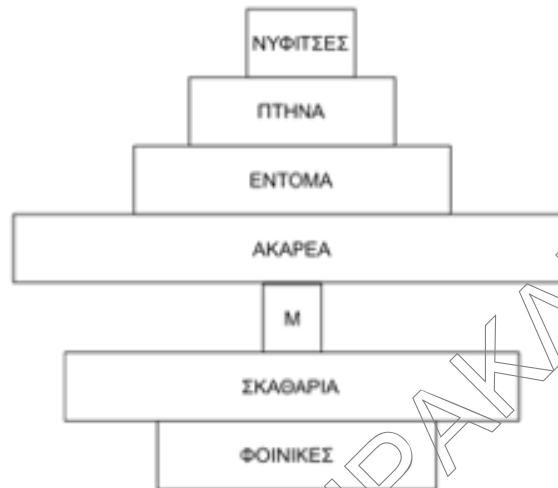 ΝΥΦΙΤΣΕΣ
ΠΤΗΝΑ
ΕΝΤΟΜΑ
ΑΚΑΡΕΑ
Μ
ΣΚΑΘΑΡΙΑ
ΦΟΙΝΙΚΕΣ